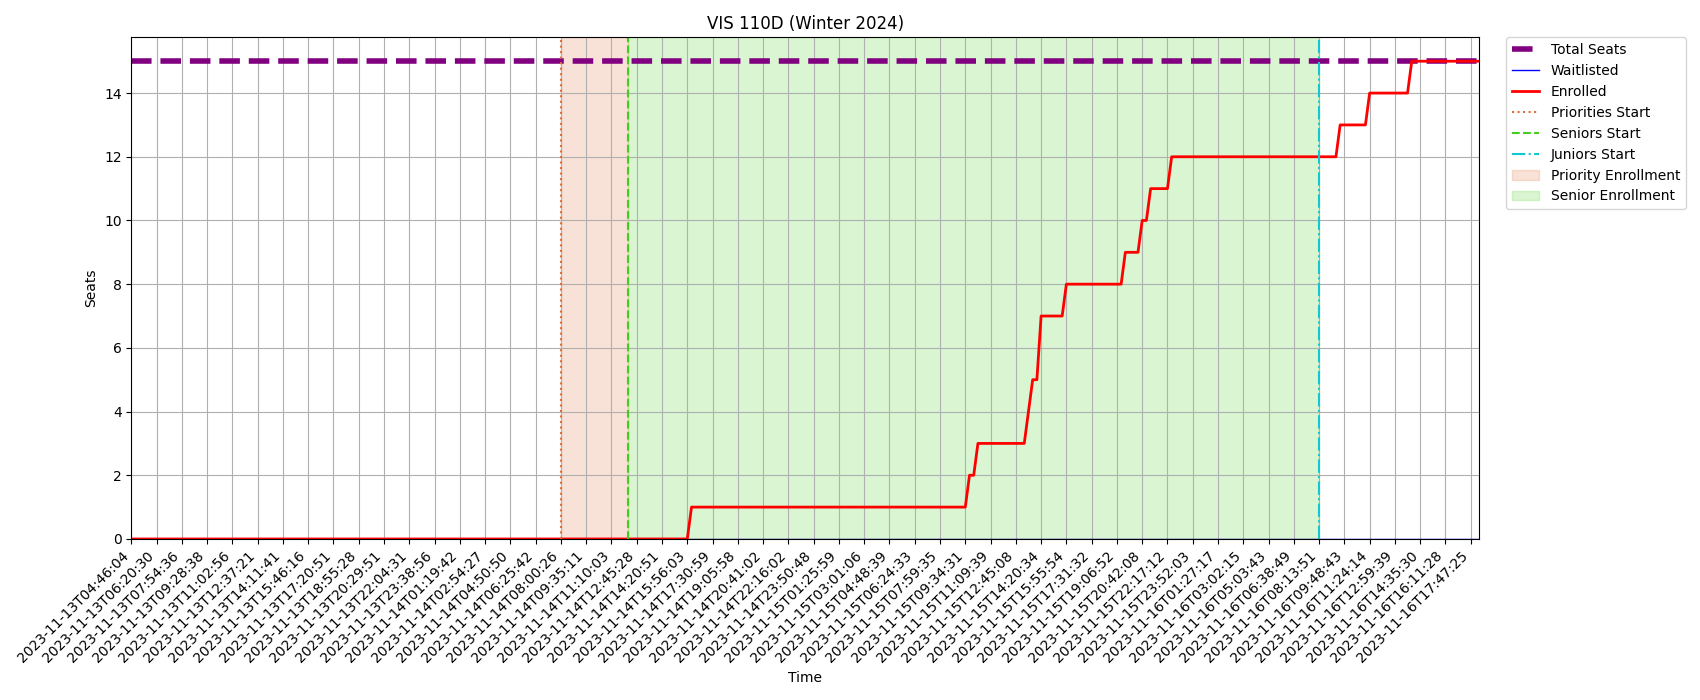 VIS 110D (Winter 2024)
Total Seats
Waitlisted
Enrolled
Priorities Start
Seniors Start
Juniors Start
Priority Enrollment
Senior Enrollment
14
12
10
8
6
4
2
0
Seats
2023-11-13T04:46:04
2023-11-13T06:20:30
2023-11-13T07:54:36
2023-11-13T09:28:38
2023-11-13T11:02:56
2023-11-13T12:37:21
2023-11-13T14:11:41
2023-11-13T15:46:16
2023-11-13T17:20:51
2023-11-13T18:55:28
2023-11-13T20:29:51
2023-11-13T22:04:31
2023-11-13T23:38:56
2023-11-14T01:19:42
2023-11-14T02:54:27
2023-11-14T04:50:50
2023-11-14T06:25:42
2023-11-14T08:00:26
2023-11-14T09:35:11
2023-11-14T11:10:03
2023-11-14T12:45:28
2023-11-14T14:20:51
2023-11-14T15:56:03
2023-11-14T17:30:59
2023-11-14T19:05:58
2023-11-14T20:41:02
2023-11-14T22:16:02
2023-11-14T23:50:48
2023-11-15T01:25:59
2023-11-15T03:01:06
2023-11-15T04:48:39
2023-11-15T06:24:33
2023-11-15T07:59:35
2023-11-15T09:34:31
2023-11-15T11:09:39
2023-11-15T12:45:08
2023-11-15T14:20:34
2023-11-15T15:55:54
2023-11-15T17:31:32
2023-11-15T19:06:52
2023-11-15T20:42:08
2023-11-15T22:17:12
2023-11-15T23:52:03
2023-11-16T01:27:17
2023-11-16T03:02:15
2023-11-16T05:03:43
2023-11-16T06:38:49
2023-11-16T08:13:51
2023-11-16T09:48:43
2023-11-16T11:24:14
2023-11-16T12:59:39
2023-11-16T14:35:30
2023-11-16T16:11:28
2023-11-16T17:47:25
Time